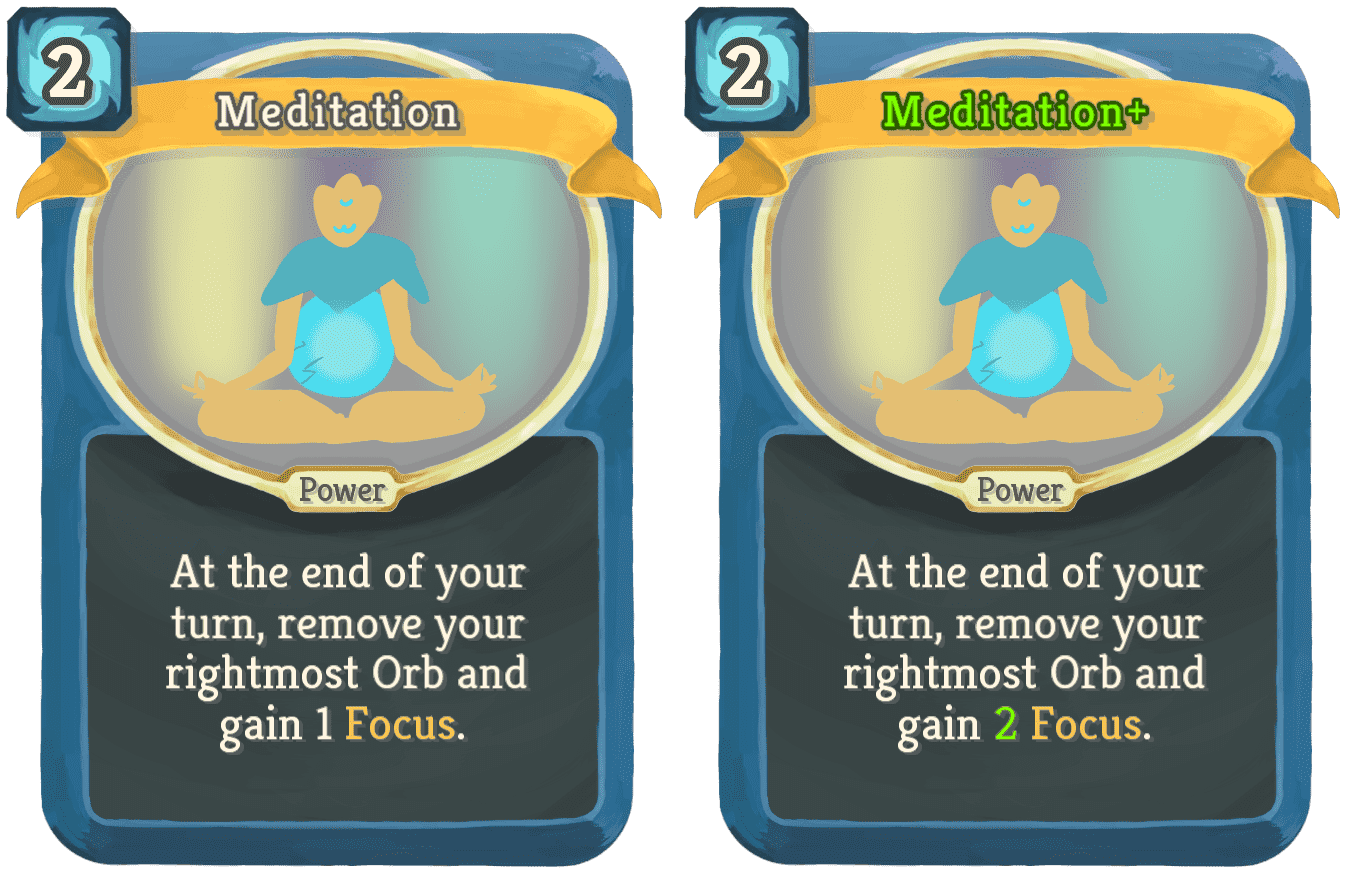 2
Meditation
Power
At the end of your
turn, remove your
rightmost Orb and
gain 1 Focus.
2
Meditation+
Power
At the end of your
turn, remove your
rightmost Orb and
gain 2 Focus.